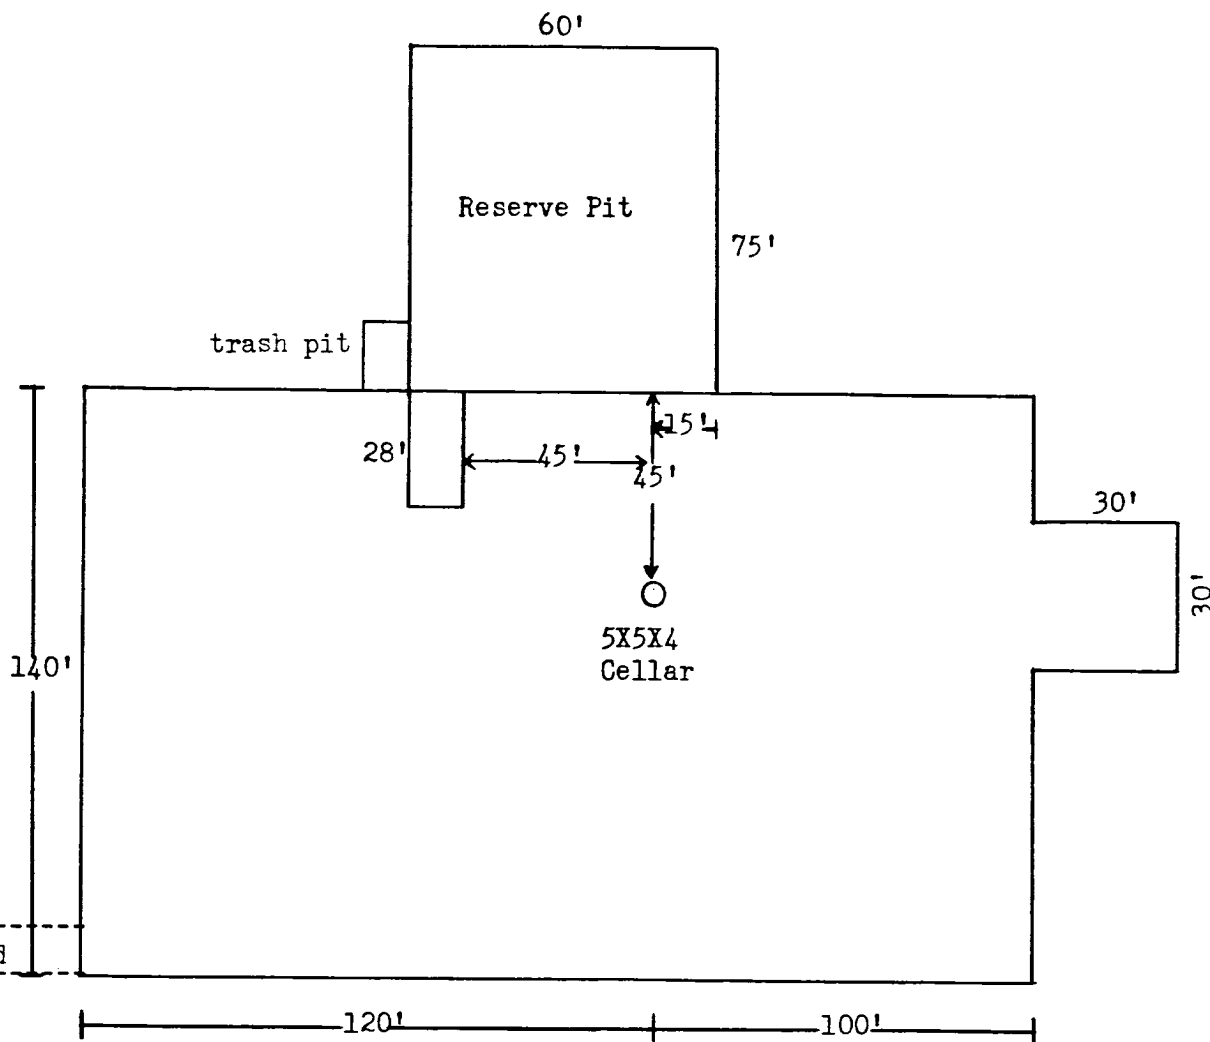 60'
Reserve Pit
75'
trash pit
15'
28'
45'
45'
30'
30'
5X5X4
Cellar
140'
120'
100'